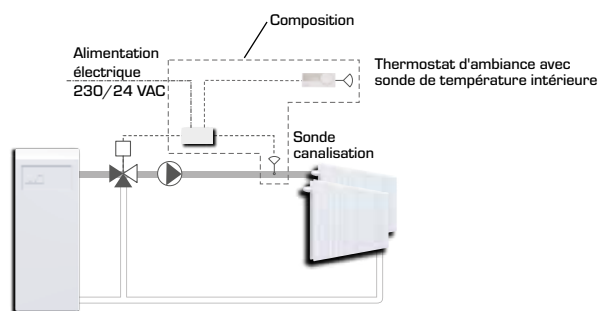 Composition
Alimentation
électrique
230/24 VAC
Thermostat d'ambiance avec
sonde de température intérieure
Sonde
canalisation